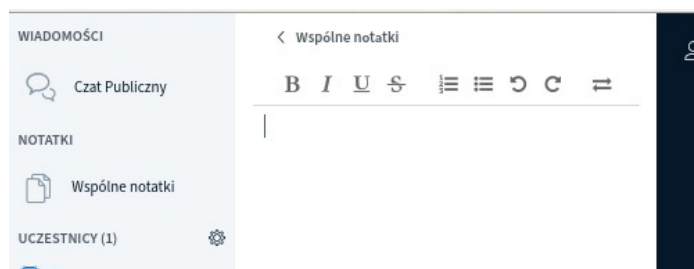 WIADOMOŚCI
Czat Publiczny
NOTATKI
Wspólne notatki
UCZESTNICY (1)
Wspólne notatki
B I U S